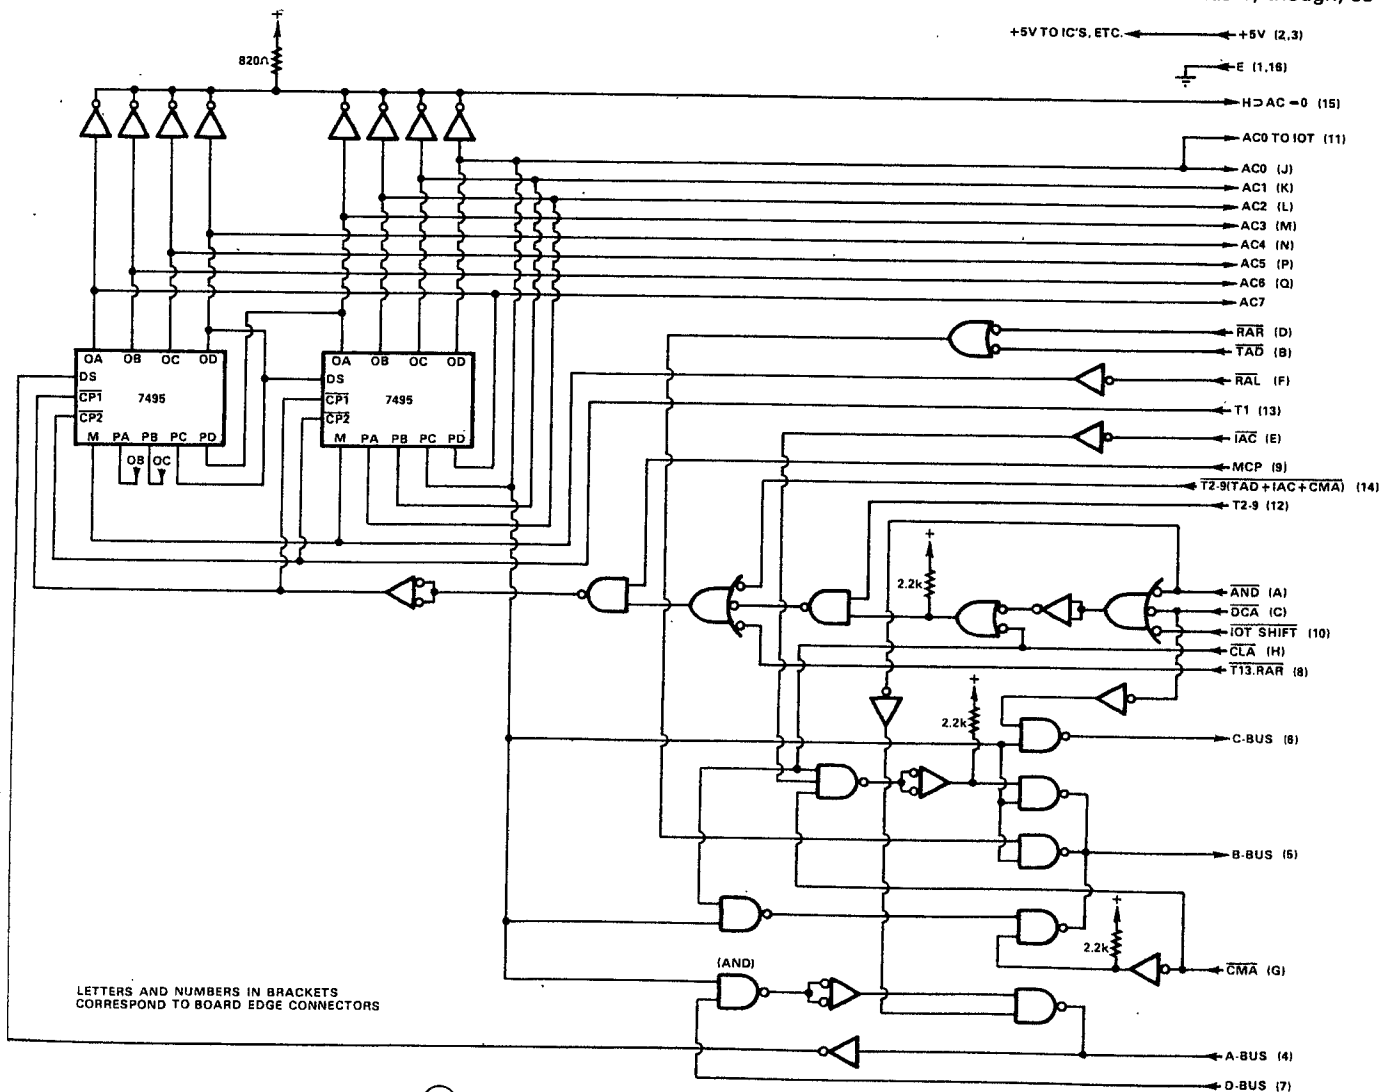 +
820Ω
+5V TO IC'S, ETC. +5V (2,3)
E (1,16)
H⊃AC=0 (15)
AC0 TO IOT (11)
AC0 (J)
AC1 (K)
AC2 (L)
AC3 (M)
AC4 (N)
AC5 (P)
AC6 (Q)
AC7
RAR (D)
TAD (B)
RAL (F)
T1 (13)
IAC (E)
MCP (9)
T2-9(TAD+IAC+CMA) (14)
T2-9 (12)
OA OB OC OD
DS
CP1
7495
CP2
M PA PB PC PD
OB OC
OA OB OC OD
DS
CP1
7495
CP2
M PA PB PC PD
+
2.2k
AND (A)
DCA (C)
IOT SHIFT (10)
CLA (H)
T13.RAR (8)
+
2.2k
C-BUS (6)
B-BUS (5)
+
2.2k
CMA (G)
(AND)
LETTERS AND NUMBERS IN BRACKETS
CORRESPOND TO BOARD EDGE CONNECTORS
A-BUS (4)
D-BUS (7)